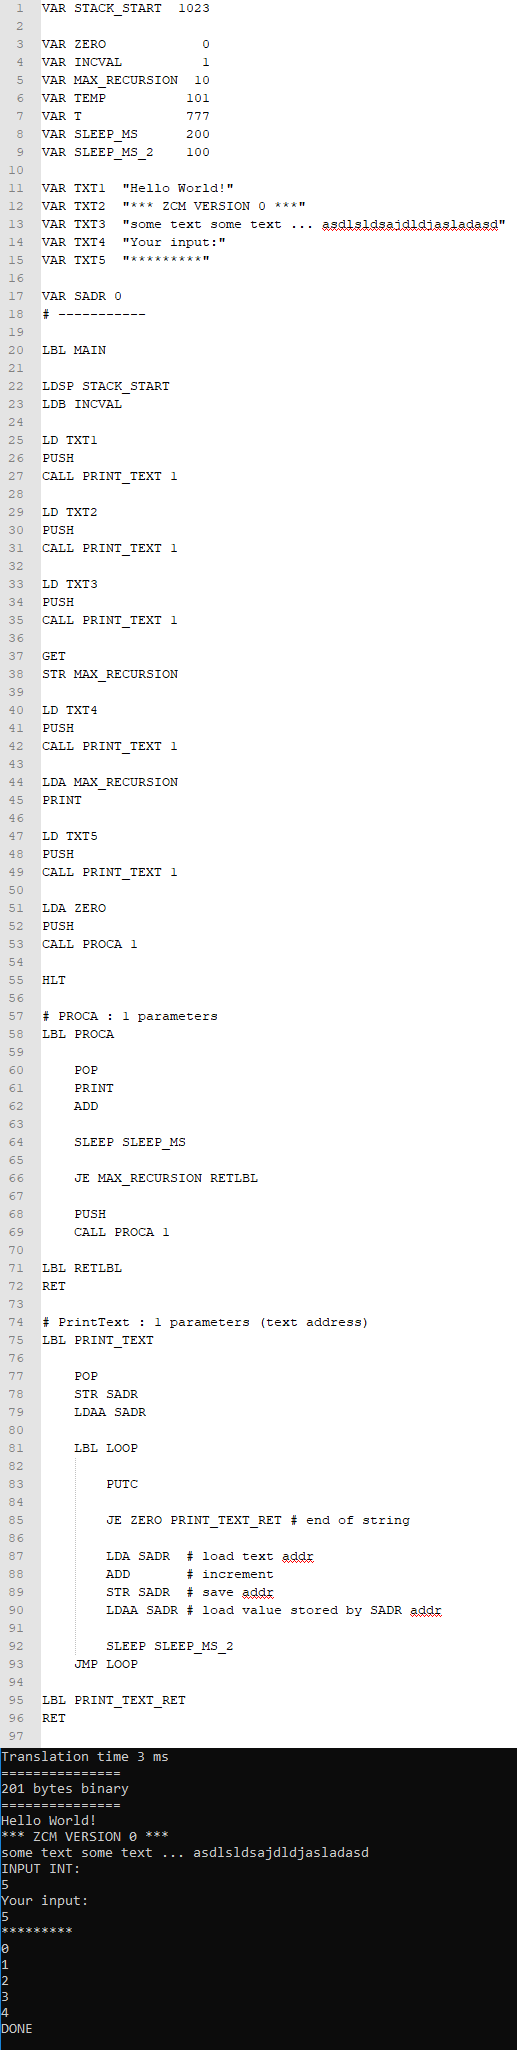 1 VAR STACK_START  1023
2
3 VAR ZERO            0
4 VAR INCVAL          1
5 VAR MAX_RECURSION  10
6 VAR TEMP          101
7 VAR T             777
8 VAR SLEEP_MS      200
9 VAR SLEEP_MS_2    100
10
11 VAR TXT1  "Hello World!"
12 VAR TXT2  "*** ZCM VERSION 0 ***"
13 VAR TXT3  "some text some text ... asdlsldsajdldjasladasd"
14 VAR TXT4  "Your input:"
15 VAR TXT5  "*********"
16
17 VAR SADR 0
18 # -----------
19
20 LBL MAIN
21
22 LDSP STACK_START
23 LDB INCVAL
24
25 LD TXT1
26 PUSH
27 CALL PRINT_TEXT 1
28
29 LD TXT2
30 PUSH
31 CALL PRINT_TEXT 1
32
33 LD TXT3
34 PUSH
35 CALL PRINT_TEXT 1
36
37 GET
38 STR MAX_RECURSION
39
40 LD TXT4
41 PUSH
42 CALL PRINT_TEXT 1
43
44 LDA MAX_RECURSION
45 PRINT
46
47 LD TXT5
48 PUSH
49 CALL PRINT_TEXT 1
50
51 LDA ZERO
52 PUSH
53 CALL PROCA 1
54
55 HLT
56
57 # PROCA : 1 parameters
58 LBL PROCA
59
60     POP
61     PRINT
62     ADD
63
64     SLEEP SLEEP_MS
65
66     JE MAX_RECURSION RETLBL
67
68     PUSH
69     CALL PROCA 1
70
71 LBL RETLBL
72 RET
73
74 # PrintText : 1 parameters (text address)
75 LBL PRINT_TEXT
76
77     POP
78     STR SADR
79     LDAA SADR
80
81     LBL LOOP
82
83         PUTC
84
85         JE ZERO PRINT_TEXT_RET # end of string
86
87         LDA SADR  # load text addr
88         ADD       # increment
89         STR SADR  # save addr
90         LDAA SADR # load value stored by SADR addr
91
92         SLEEP SLEEP_MS_2
93     JMP LOOP
94
95 LBL PRINT_TEXT_RET
96 RET
97
Translation time 3 ms
===============
201 bytes binary
===============
Hello World!
*** ZCM VERSION 0 ***
some text some text ... asdlsldsajdldjasladasd
INPUT INT:
5
Your input:
5
*********
0
1
2
3
4
DONE